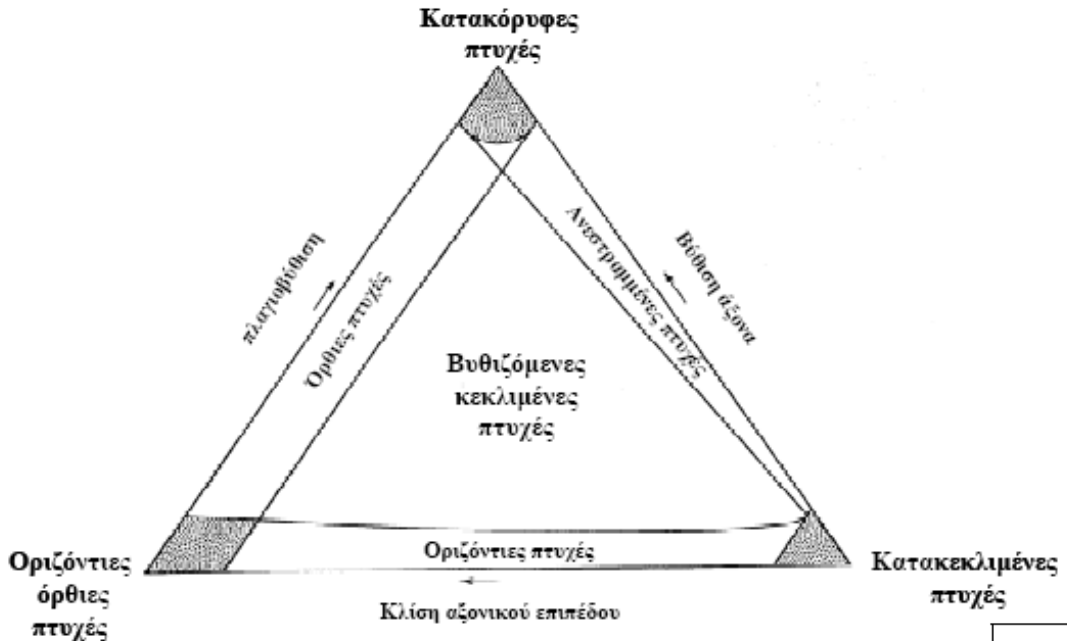 Κατακόρυφες
πτυχές
πλαγιοβύθιση
Όρθιες πτυχές
Ανεστραμμένες πτυχές
Βύθιση άξονα
Βυθιζόμενες
κεκλιμένες
πτυχές
Οριζόντιες
όρθιες
πτυχές
Οριζόντιες πτυχές
Κατακεκλιμένες
πτυχές
Κλίση αξονικού επιπέδου